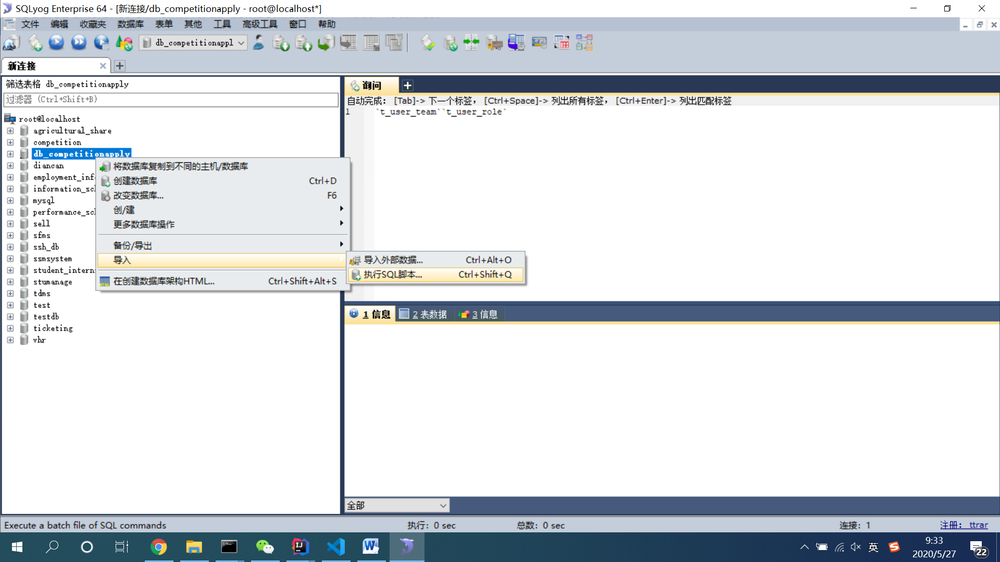 SQLyog Enterprise 64 - [新连接/db_competitionapply - root@localhost*]
文件 编辑 收藏夹 数据库 表单 其他 工具 高级工具 窗口 帮助
db_competitionappl
新连接
筛选表格 db_competitionapply
过滤器 (Ctrl+Shift+B)
root@localhost
agricultural_share
competition
db_competitionapply
diancan
employment_inf
information_scl
mysql
performance_scl
sell
sfms
ssh_db
ssmsystem
student_intern
stumanage
tdms
test
testdb
ticketing
vhr
将数据库复制到不同的主机/数据库
创建数据库 Ctrl+D
改变数据库... F6
创/建
更多数据库操作
备份/导出
导入
在创建数据库架构HTML... Ctrl+Shift+Alt+S
导入外部数据... Ctrl+Alt+O
执行SQL脚本... Ctrl+Shift+Q
询问
自动完成: [Tab]-> 下一个标签, [Ctrl+Space]-> 列出所有标签, [Ctrl+Enter]-> 列出匹配标签
1 `t_user_team``t_user_role`
1 信息 2 表数据 3 信息
全部
Execute a batch file of SQL commands 执行: 0 sec 总数: 0 sec 连接: 1 注册: ttrar
英
9:33
2020/5/27
22